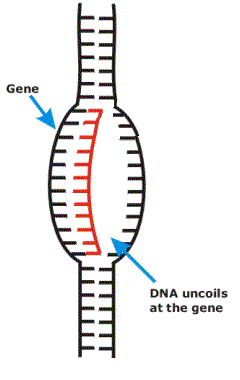 Gene
DNA uncoils
at the gene